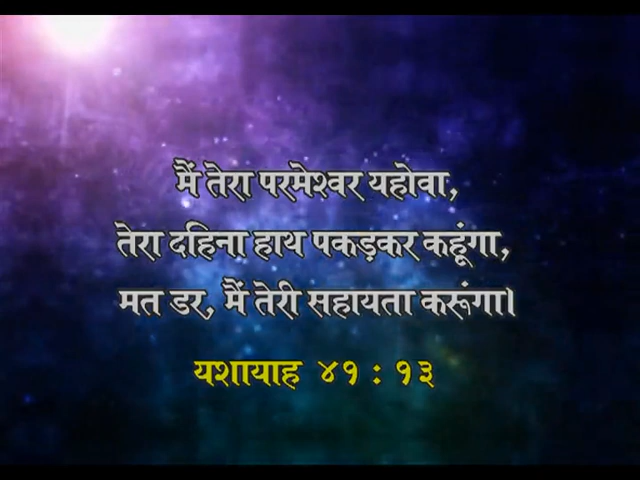 मैं तेरा परमेश्वर यहोवा,
तेरा दहिना हाथ पकड़कर कहूंगा,
मत डर, मैं तेरी सहायता करूंगा।
यशायाह ४१ : १३